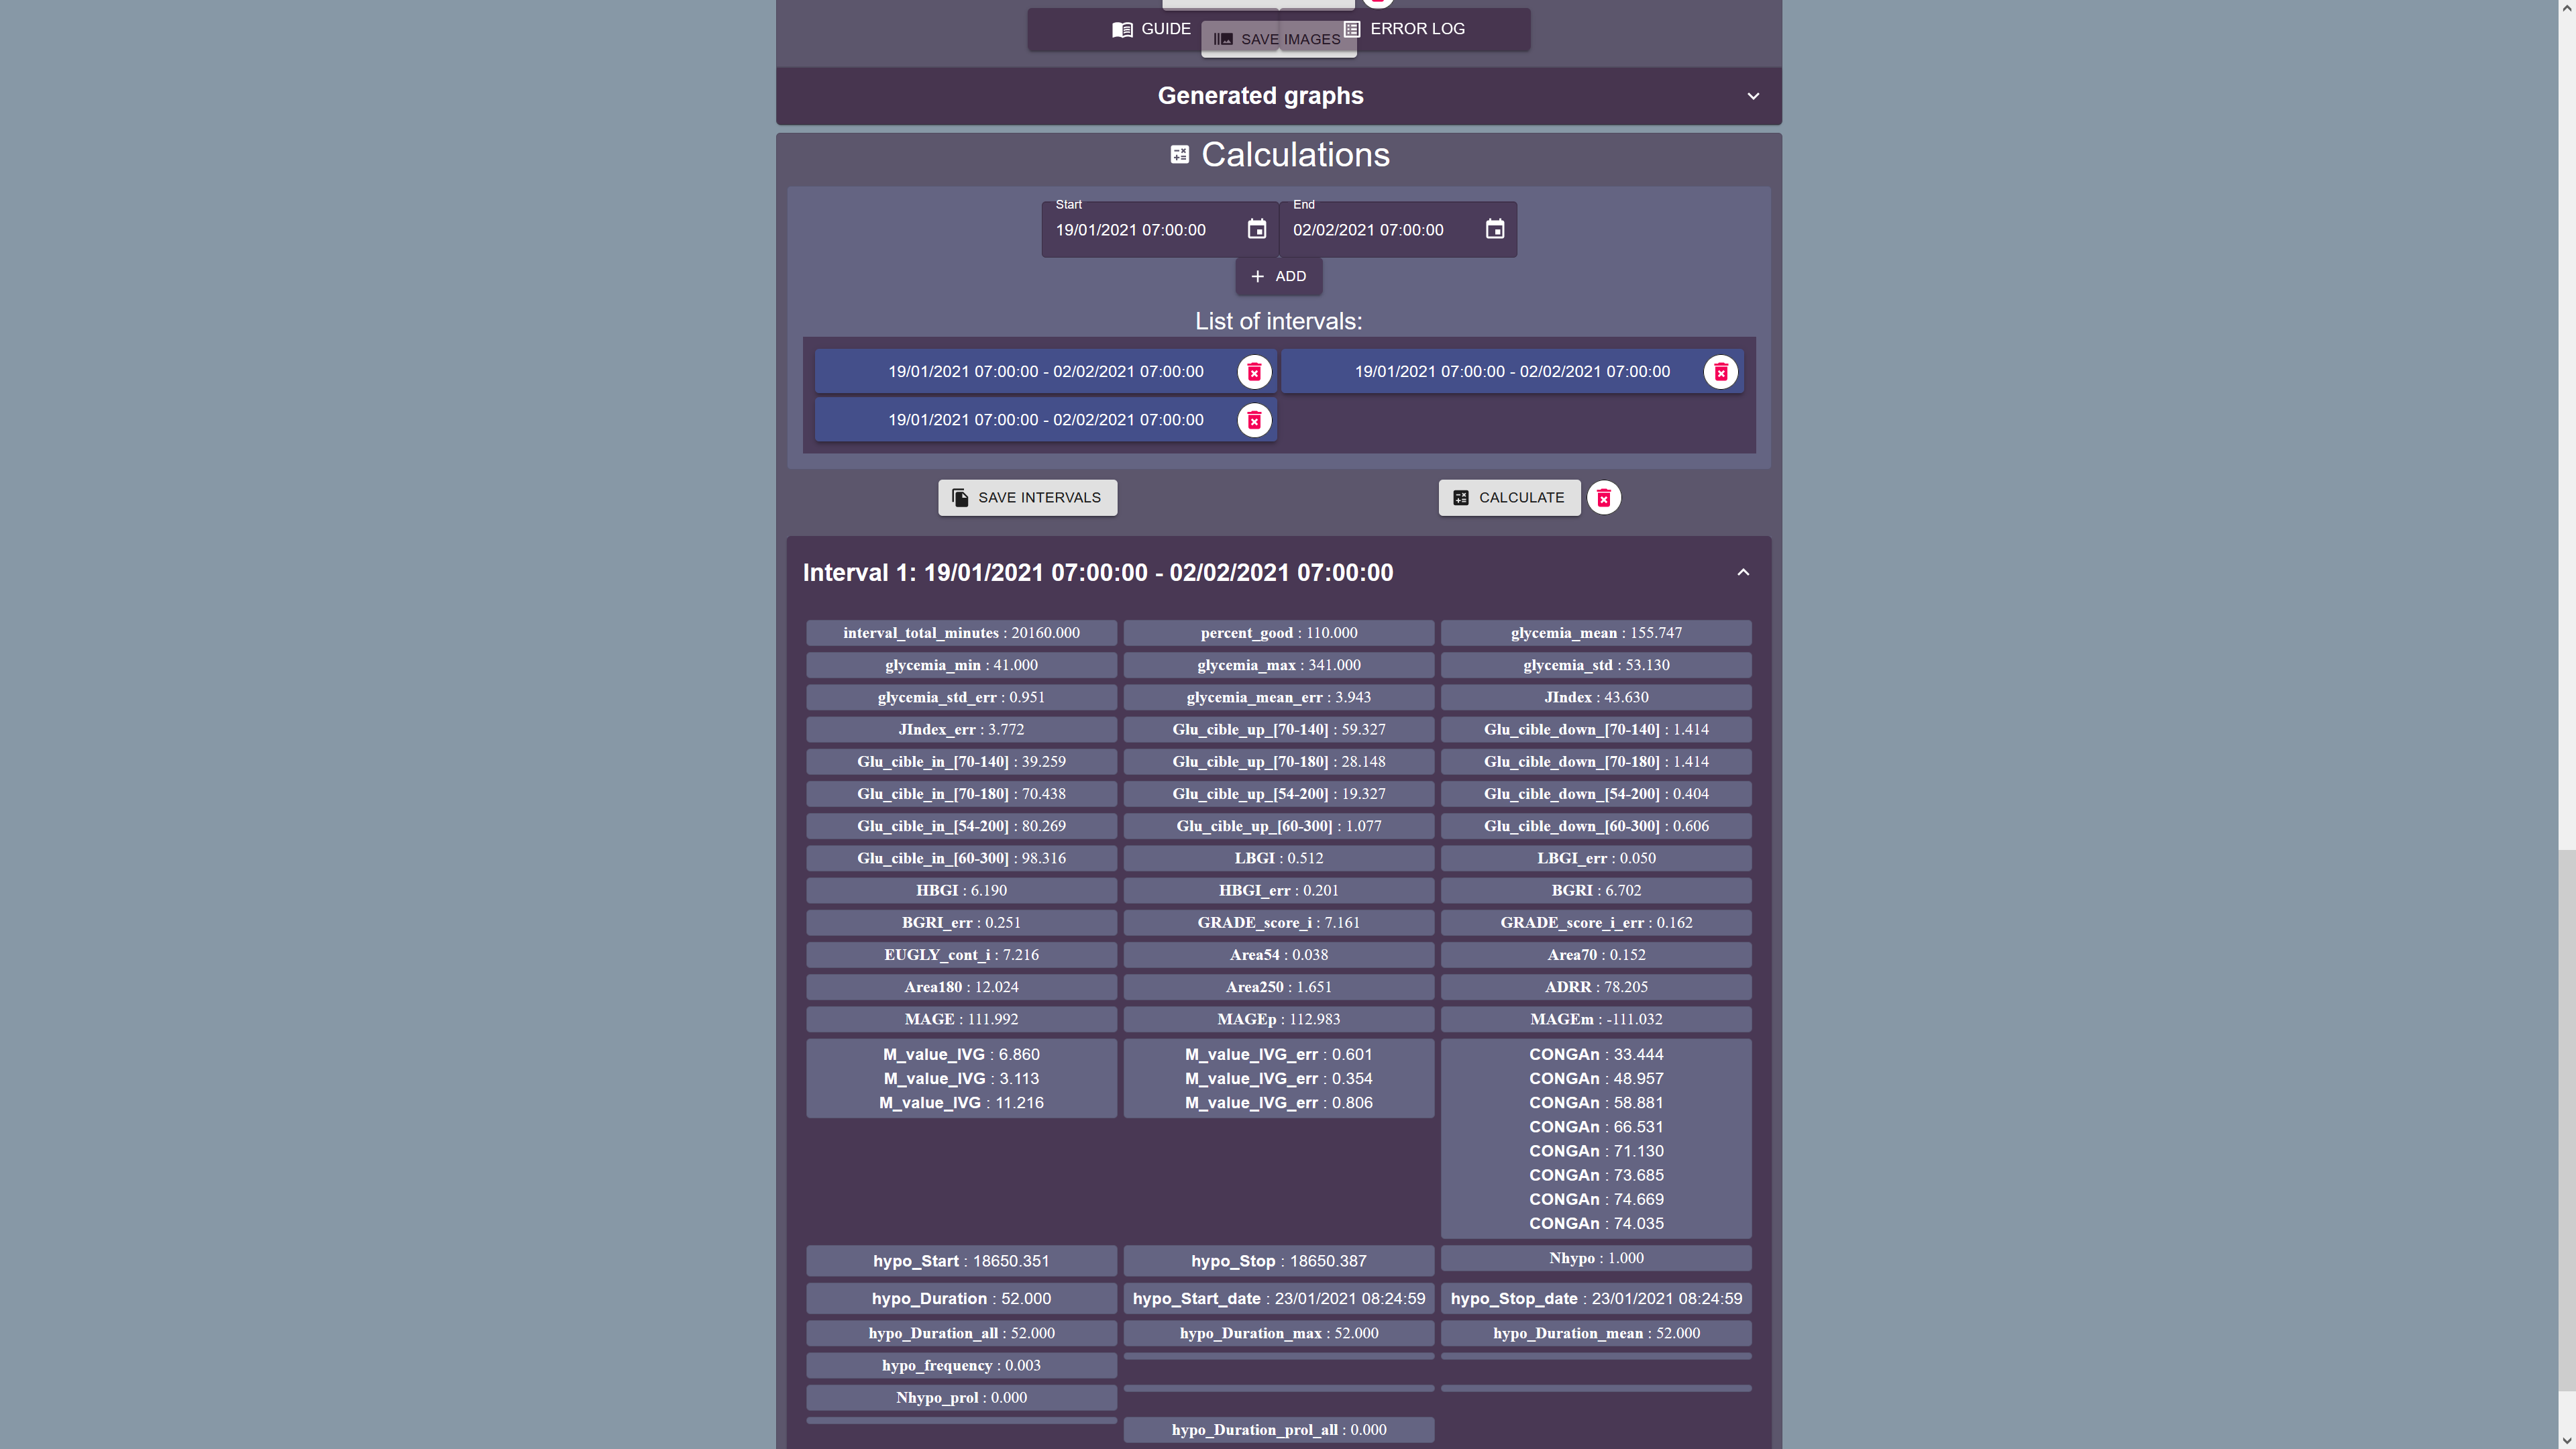 GUIDE
ERROR LOG
SAVE IMAGES
Generated graphs
Calculations
Start
End
19/01/2021 07:00:00
02/02/2021 07:00:00
ADD
List of intervals:
19/01/2021 07:00:00 - 02/02/2021 07:00:00
19/01/2021 07:00:00 - 02/02/2021 07:00:00
19/01/2021 07:00:00 - 02/02/2021 07:00:00
SAVE INTERVALS
CALCULATE
Interval 1: 19/01/2021 07:00:00 - 02/02/2021 07:00:00
interval_total_minutes : 20160.000
percent_good : 110.000
glycemia_mean : 155.747
glycemia_min : 41.000
glycemia_max : 341.000
glycemia_std : 53.130
glycemia_std_err : 0.951
glycemia_mean_err : 3.943
JIndex : 43.630
JIndex_err : 3.772
Glu_cible_up_[70-140] : 59.327
Glu_cible_down_[70-140] : 1.414
Glu_cible_in_[70-140] : 39.259
Glu_cible_up_[70-180] : 28.148
Glu_cible_down_[70-180] : 1.414
Glu_cible_in_[70-180] : 70.438
Glu_cible_up_[54-200] : 19.327
Glu_cible_down_[54-200] : 0.404
Glu_cible_in_[54-200] : 80.269
Glu_cible_up_[60-300] : 1.077
Glu_cible_down_[60-300] : 0.606
Glu_cible_in_[60-300] : 98.316
LBGI : 0.512
LBGI_err : 0.050
HBGI : 6.190
HBGI_err : 0.201
BGRI : 6.702
BGRI_err : 0.251
GRADE_score_i : 7.161
GRADE_score_i_err : 0.162
EUGLY_cont_i : 7.216
Area54 : 0.038
Area70 : 0.152
Area180 : 12.024
Area250 : 1.651
ADRR : 78.205
MAGE : 111.992
MAGEp : 112.983
MAGEm : -111.032
M_value_IVG : 6.860
M_value_IVG : 3.113
M_value_IVG : 11.216
M_value_IVG_err : 0.601
M_value_IVG_err : 0.354
M_value_IVG_err : 0.806
CONGAn : 33.444
CONGAn : 48.957
CONGAn : 58.881
CONGAn : 66.531
CONGAn : 71.130
CONGAn : 73.685
CONGAn : 74.669
CONGAn : 74.035
hypo_Start : 18650.351
hypo_Stop : 18650.387
Nhypo : 1.000
hypo_Duration : 52.000
hypo_Start_date : 23/01/2021 08:24:59
hypo_Stop_date : 23/01/2021 08:24:59
hypo_Duration_all : 52.000
hypo_Duration_max : 52.000
hypo_Duration_mean : 52.000
hypo_frequency : 0.003
Nhypo_prol : 0.000
hypo_Duration_prol_all : 0.000